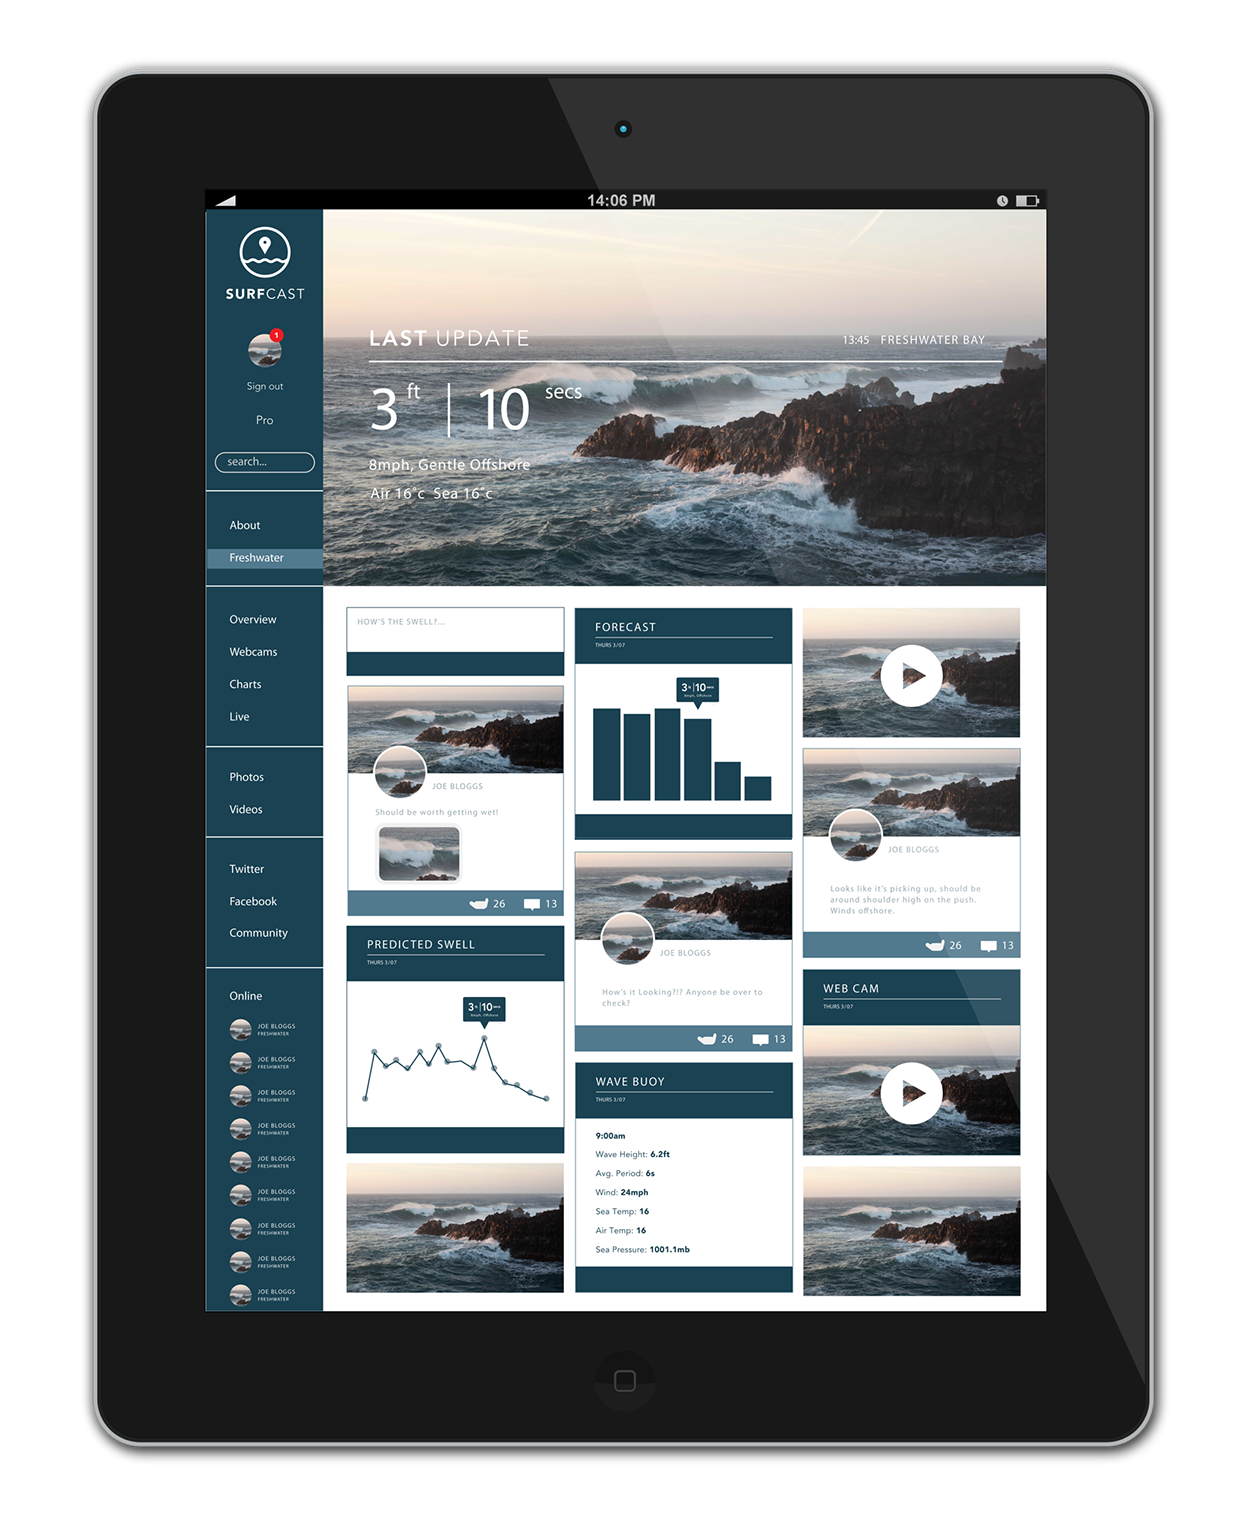 14:06 PM
SURFCAST
1
Sign out
Pro
search...
About
Freshwater
Overview
Webcams
Charts
Live
Photos
Videos
Twitter
Facebook
Community
Online
JOE BLOGGS
FRESHWATER
JOE BLOGGS
FRESHWATER
JOE BLOGGS
FRESHWATER
JOE BLOGGS
FRESHWATER
JOE BLOGGS
FRESHWATER
JOE BLOGGS
FRESHWATER
JOE BLOGGS
FRESHWATER
JOE BLOGGS
FRESHWATER
JOE BLOGGS
FRESHWATER
LAST UPDATE
13:45 FRESHWATER BAY
3 ft | 10 secs
8mph, Gentle Offshore
Air 16°c Sea 16°c
HOW'S THE SWELL?...
JOE BLOGGS
Should be worth getting wet!
26 13
PREDICTED SWELL
THURS 3/07
3 ft | 10 secs
8mph, Offshore
FORECAST
THURS 3/07
3 ft | 10 secs
8mph, Offshore
JOE BLOGGS
How's it Looking?!? Anyone be over to
check?
26 13
WAVE BUOY
THURS 3/07
9:00am
Wave Height: 6.2ft
Avg. Period: 6s
Wind: 24mph
Sea Temp: 16
Air Temp: 16
Sea Pressure: 1001.1mb
JOE BLOGGS
Looks like it's picking up, should be
around shoulder high on the push.
Winds offshore.
26 13
WEB CAM
THURS 3/07